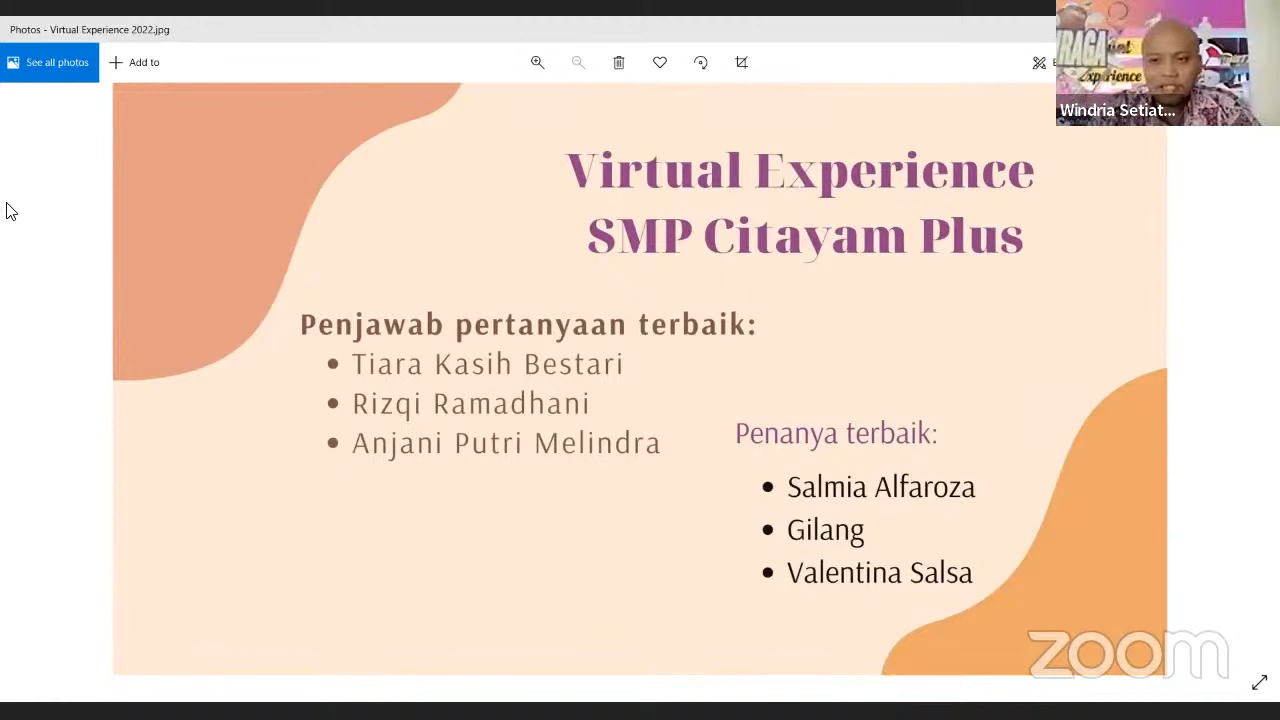 Photos - Virtual Experience 2022.jpg
See all photos
Add to
Experience
Windria Setiat...
Virtual Experience
SMP Citayam Plus
Penjawab pertanyaan terbaik:
Tiara Kasih Bestari
Rizqi Ramadhani
Anjani Putri Melindra
Penanya terbaik:
Salmia Alfaroza
Gilang
Valentina Salsa
zoom